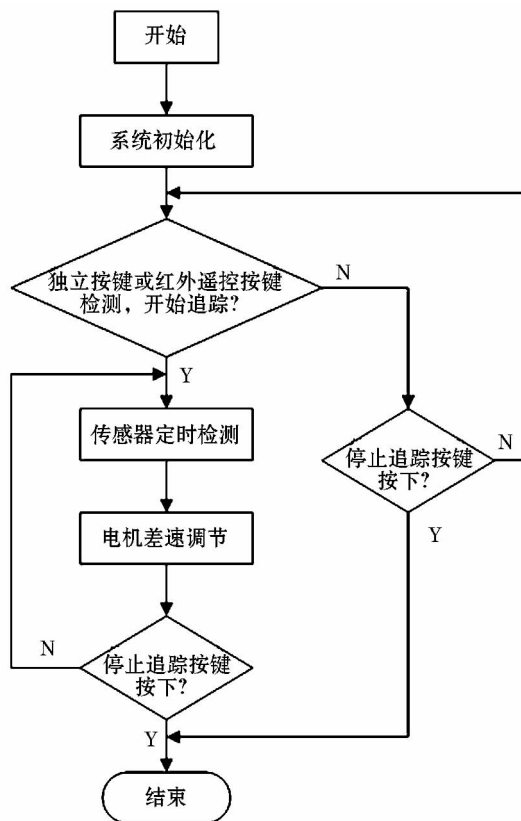 开始
系统初始化
独立按键或红外遥控按键
检测，开始追踪?
N
Y
传感器定时检测
停止追踪按键
按下?
N
Y
电机差速调节
N
停止追踪按键
按下?
Y
结束